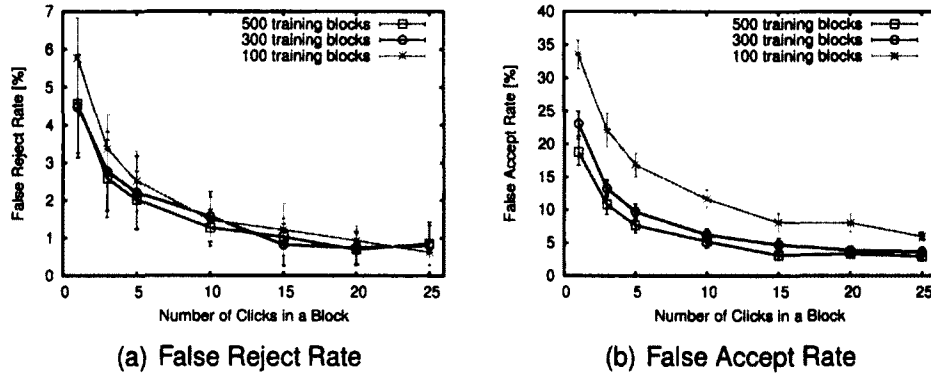 500 training blocks
300 training blocks
100 training blocks
7
6
5
4
3
2
1
0
False Reject Rate [%]
0 5 10 15 20 25
Number of Clicks in a Block
(a) False Reject Rate
500 training blocks
300 training blocks
100 training blocks
40
35
30
25
20
15
10
5
0
False Accept Rate [%]
0 5 10 15 20 25
Number of Clicks in a Block
(b) False Accept Rate